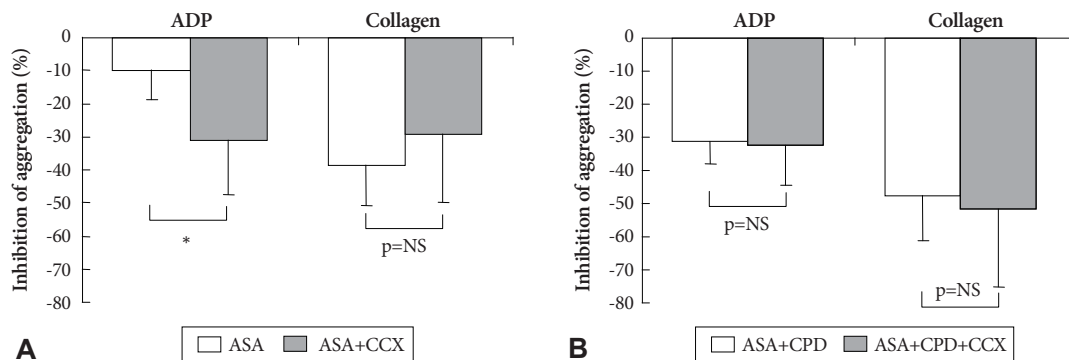 ADP Collagen
Inhibition of aggregation (%)
0
-10
-20
-30
-40
-50
-60
-70
-80
*
p=NS
A
ASA ASA+CCX
ADP Collagen
Inhibition of aggregation (%)
0
-10
-20
-30
-40
-50
-60
-70
-80
p=NS
p=NS
B
ASA+CPD ASA+CPD+CCX